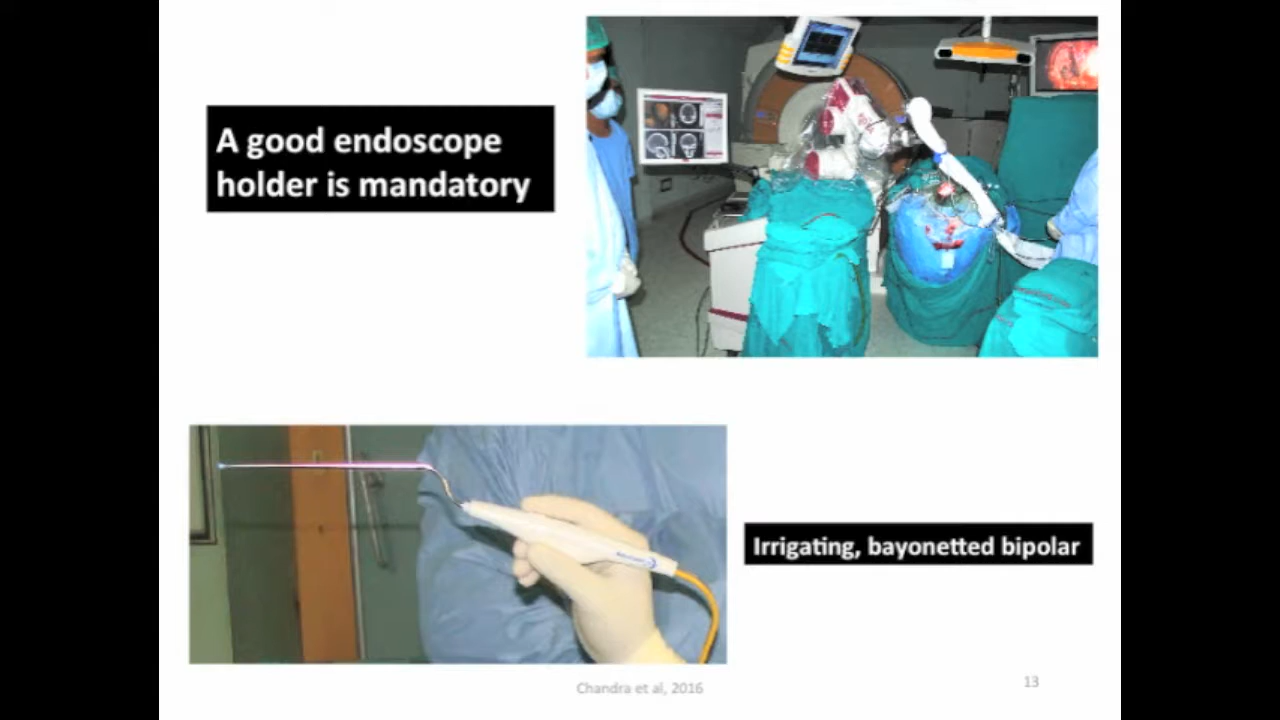 A good endoscope
holder is mandatory
Irrigating, bayonetted bipolar
Chandra et al, 2016
13